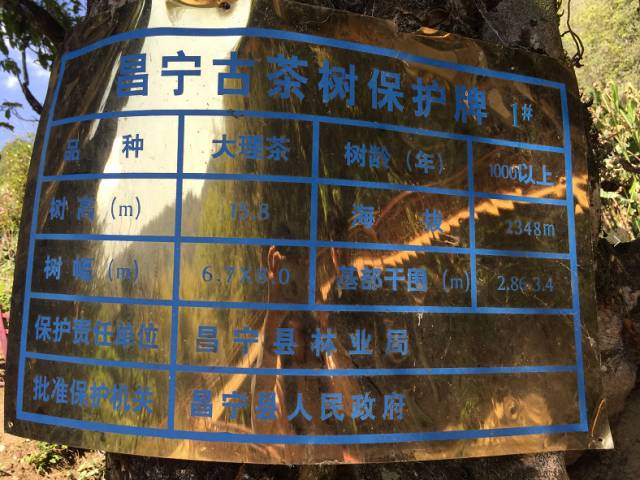 昌宁古茶树保护牌 1#
品 种 大理茶 树龄（年） 1000以上
树高（m） 15.8 海 拔 2348m
树幅（m） 6.7X8.0 基部干围（m） 2.86 3.4
保护责任单位 昌宁县林业局
批准保护机关 昌宁县人民政府